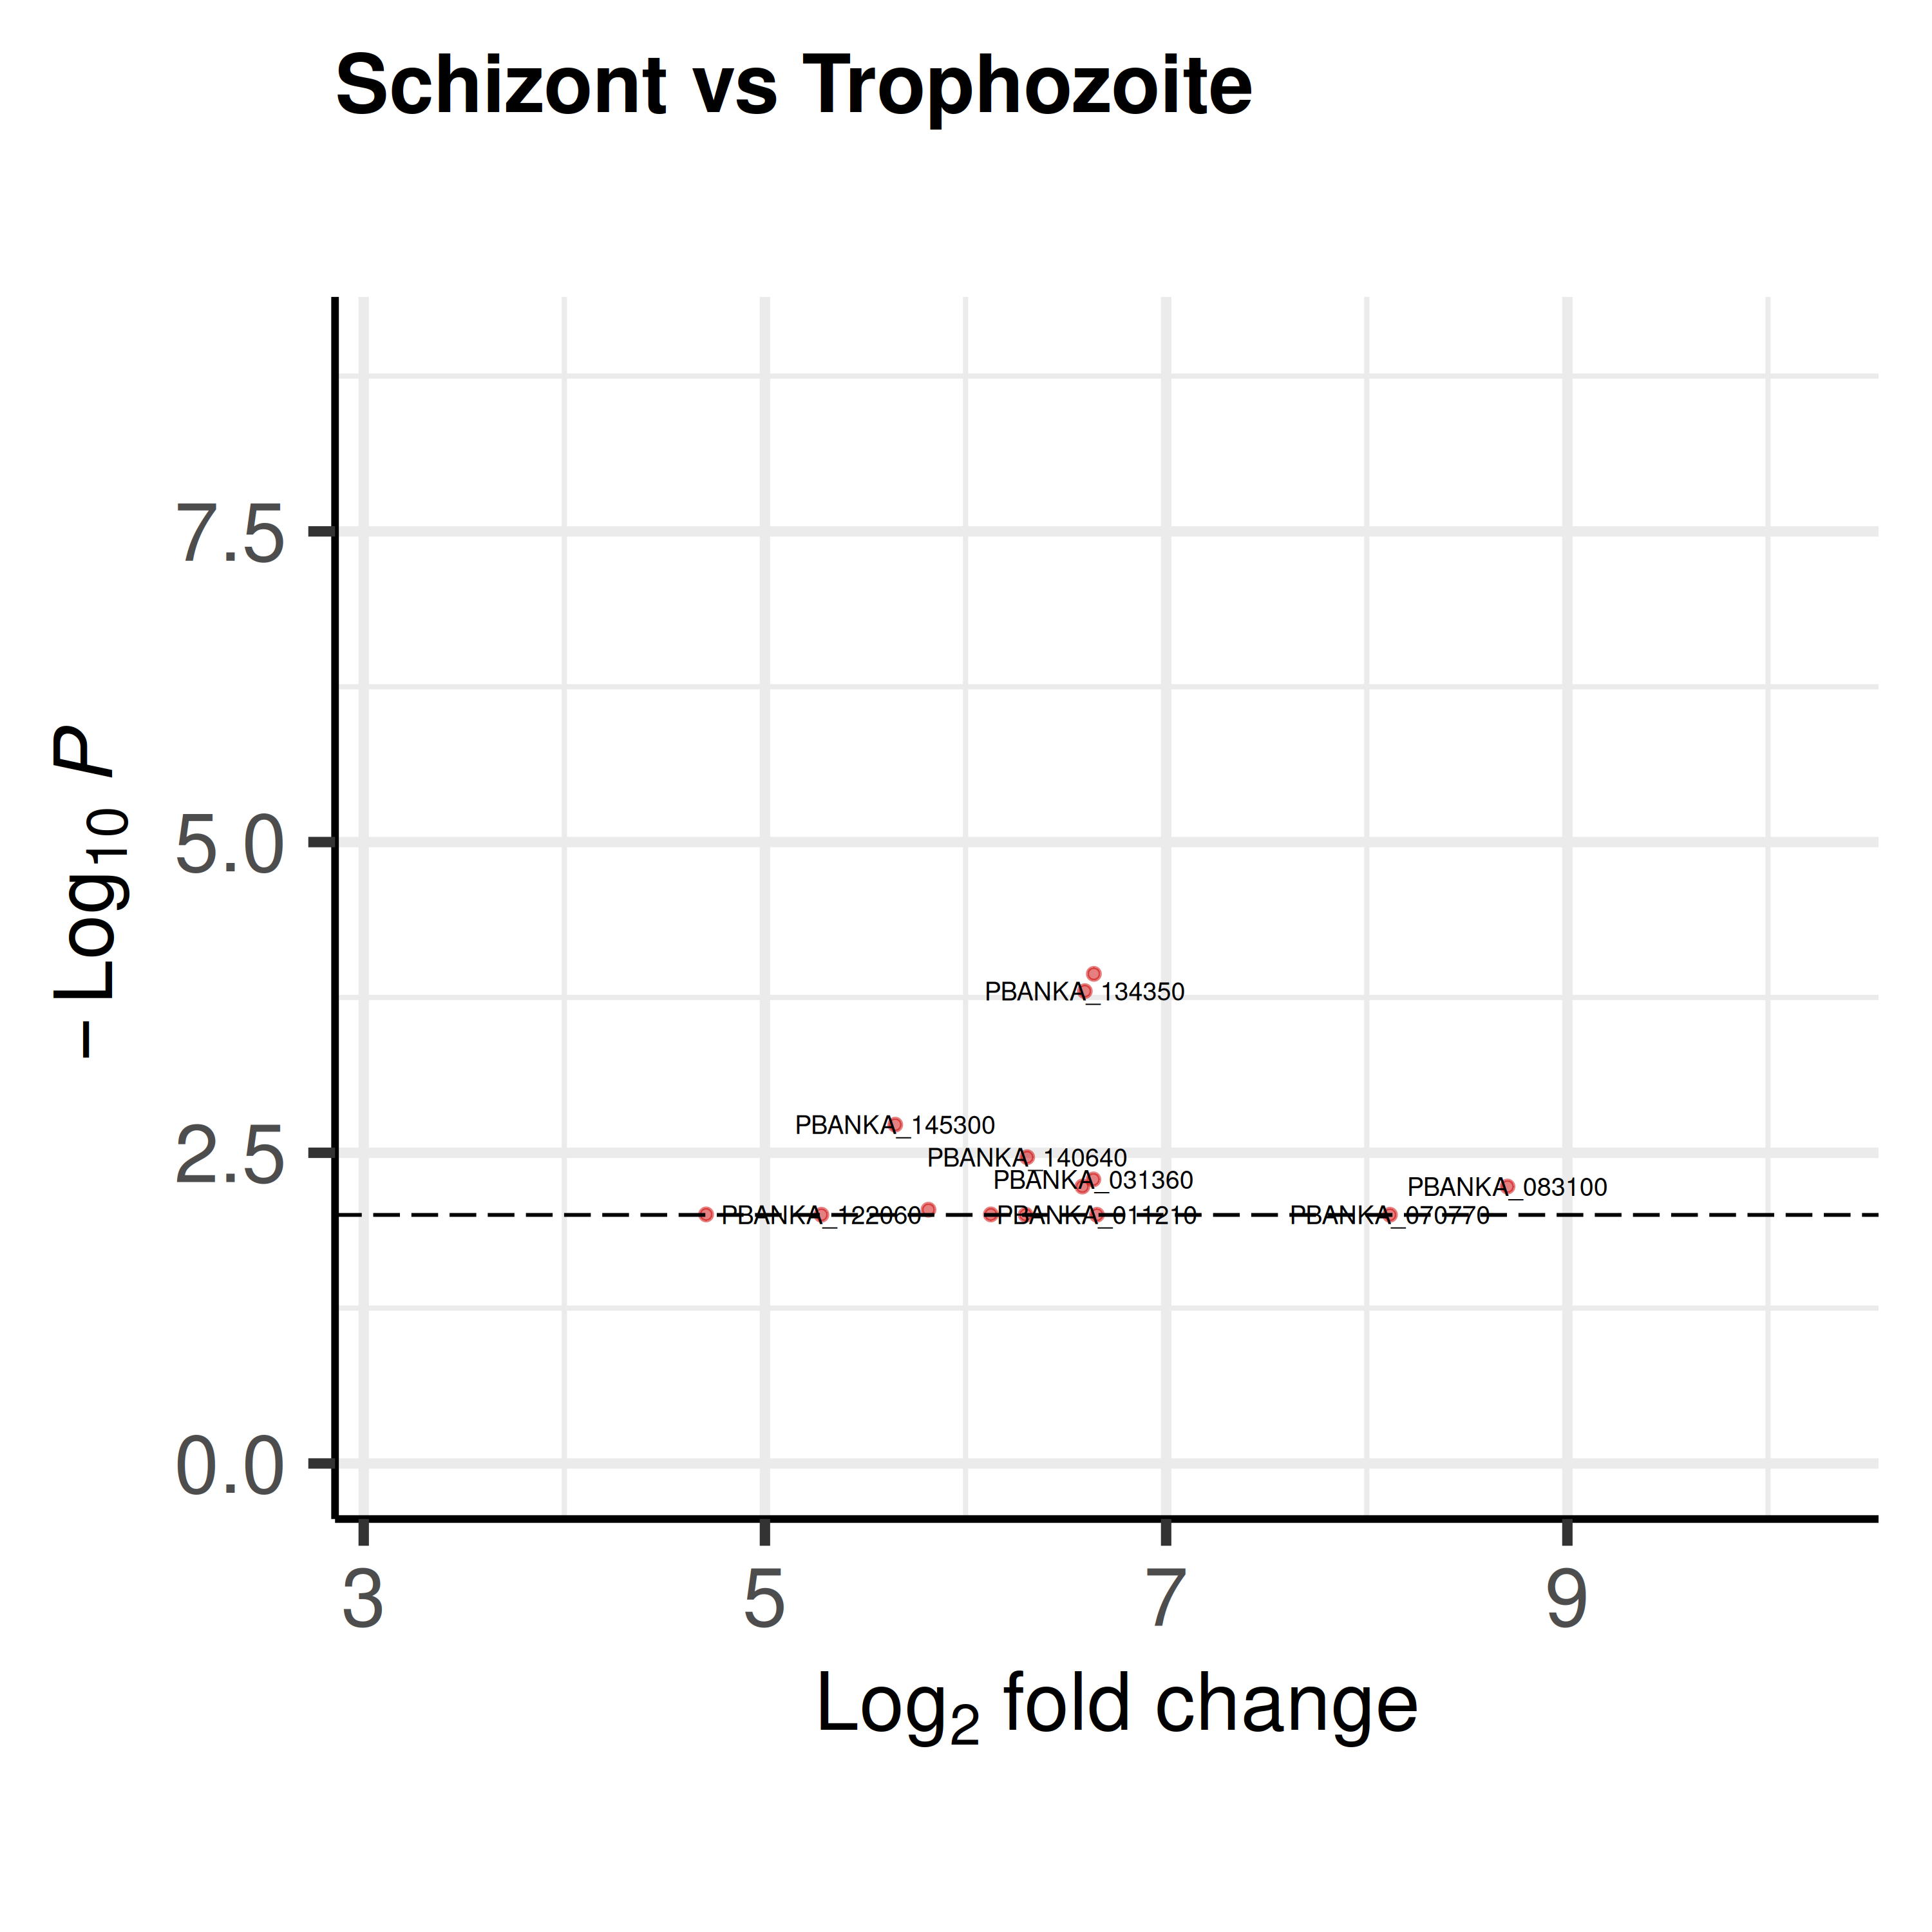 Schizont vs Trophozoite
− Log10 P
7.5
5.0
2.5
0.0
PBANKA_134350
PBANKA_145300
PBANKA_140640
PBANKA_031360
PBANKA_083100
PBANKA_122060
PBANKA_011210
PBANKA_070770
3 5 7 9
Log2 fold change